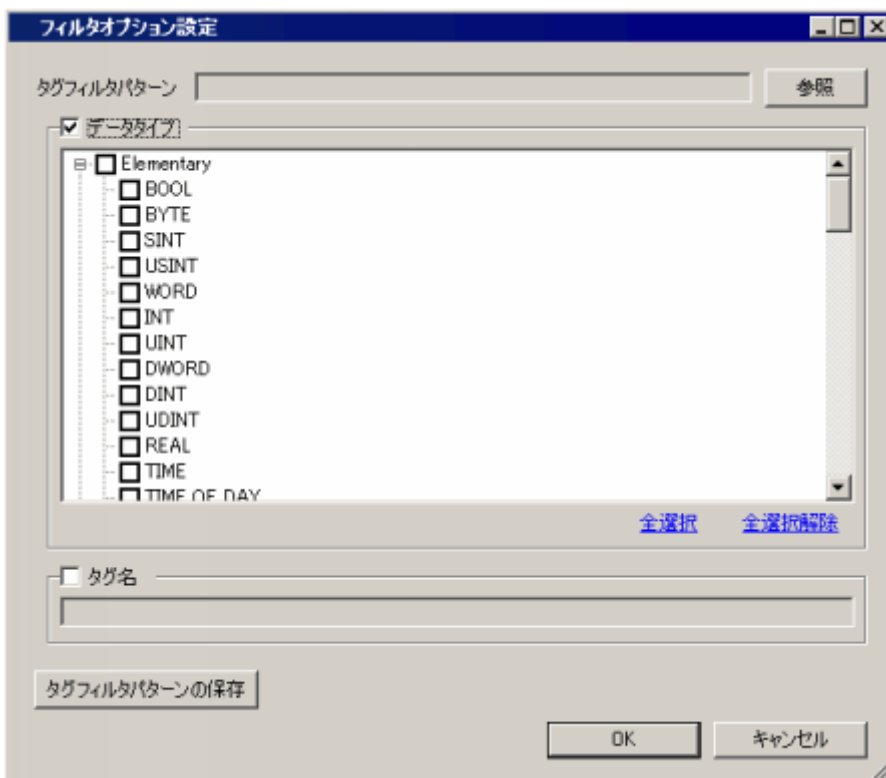 フィルタオプション設定
タグフィルタパターン
参照
データタイプ
Elementary
BOOL
BYTE
SINT
USINT
WORD
INT
UINT
DWORD
DINT
UDINT
REAL
TIME
TIME OF DAY
全選択 全選択解除
タグ名
タグフィルタパターンの保存
OK キャンセル